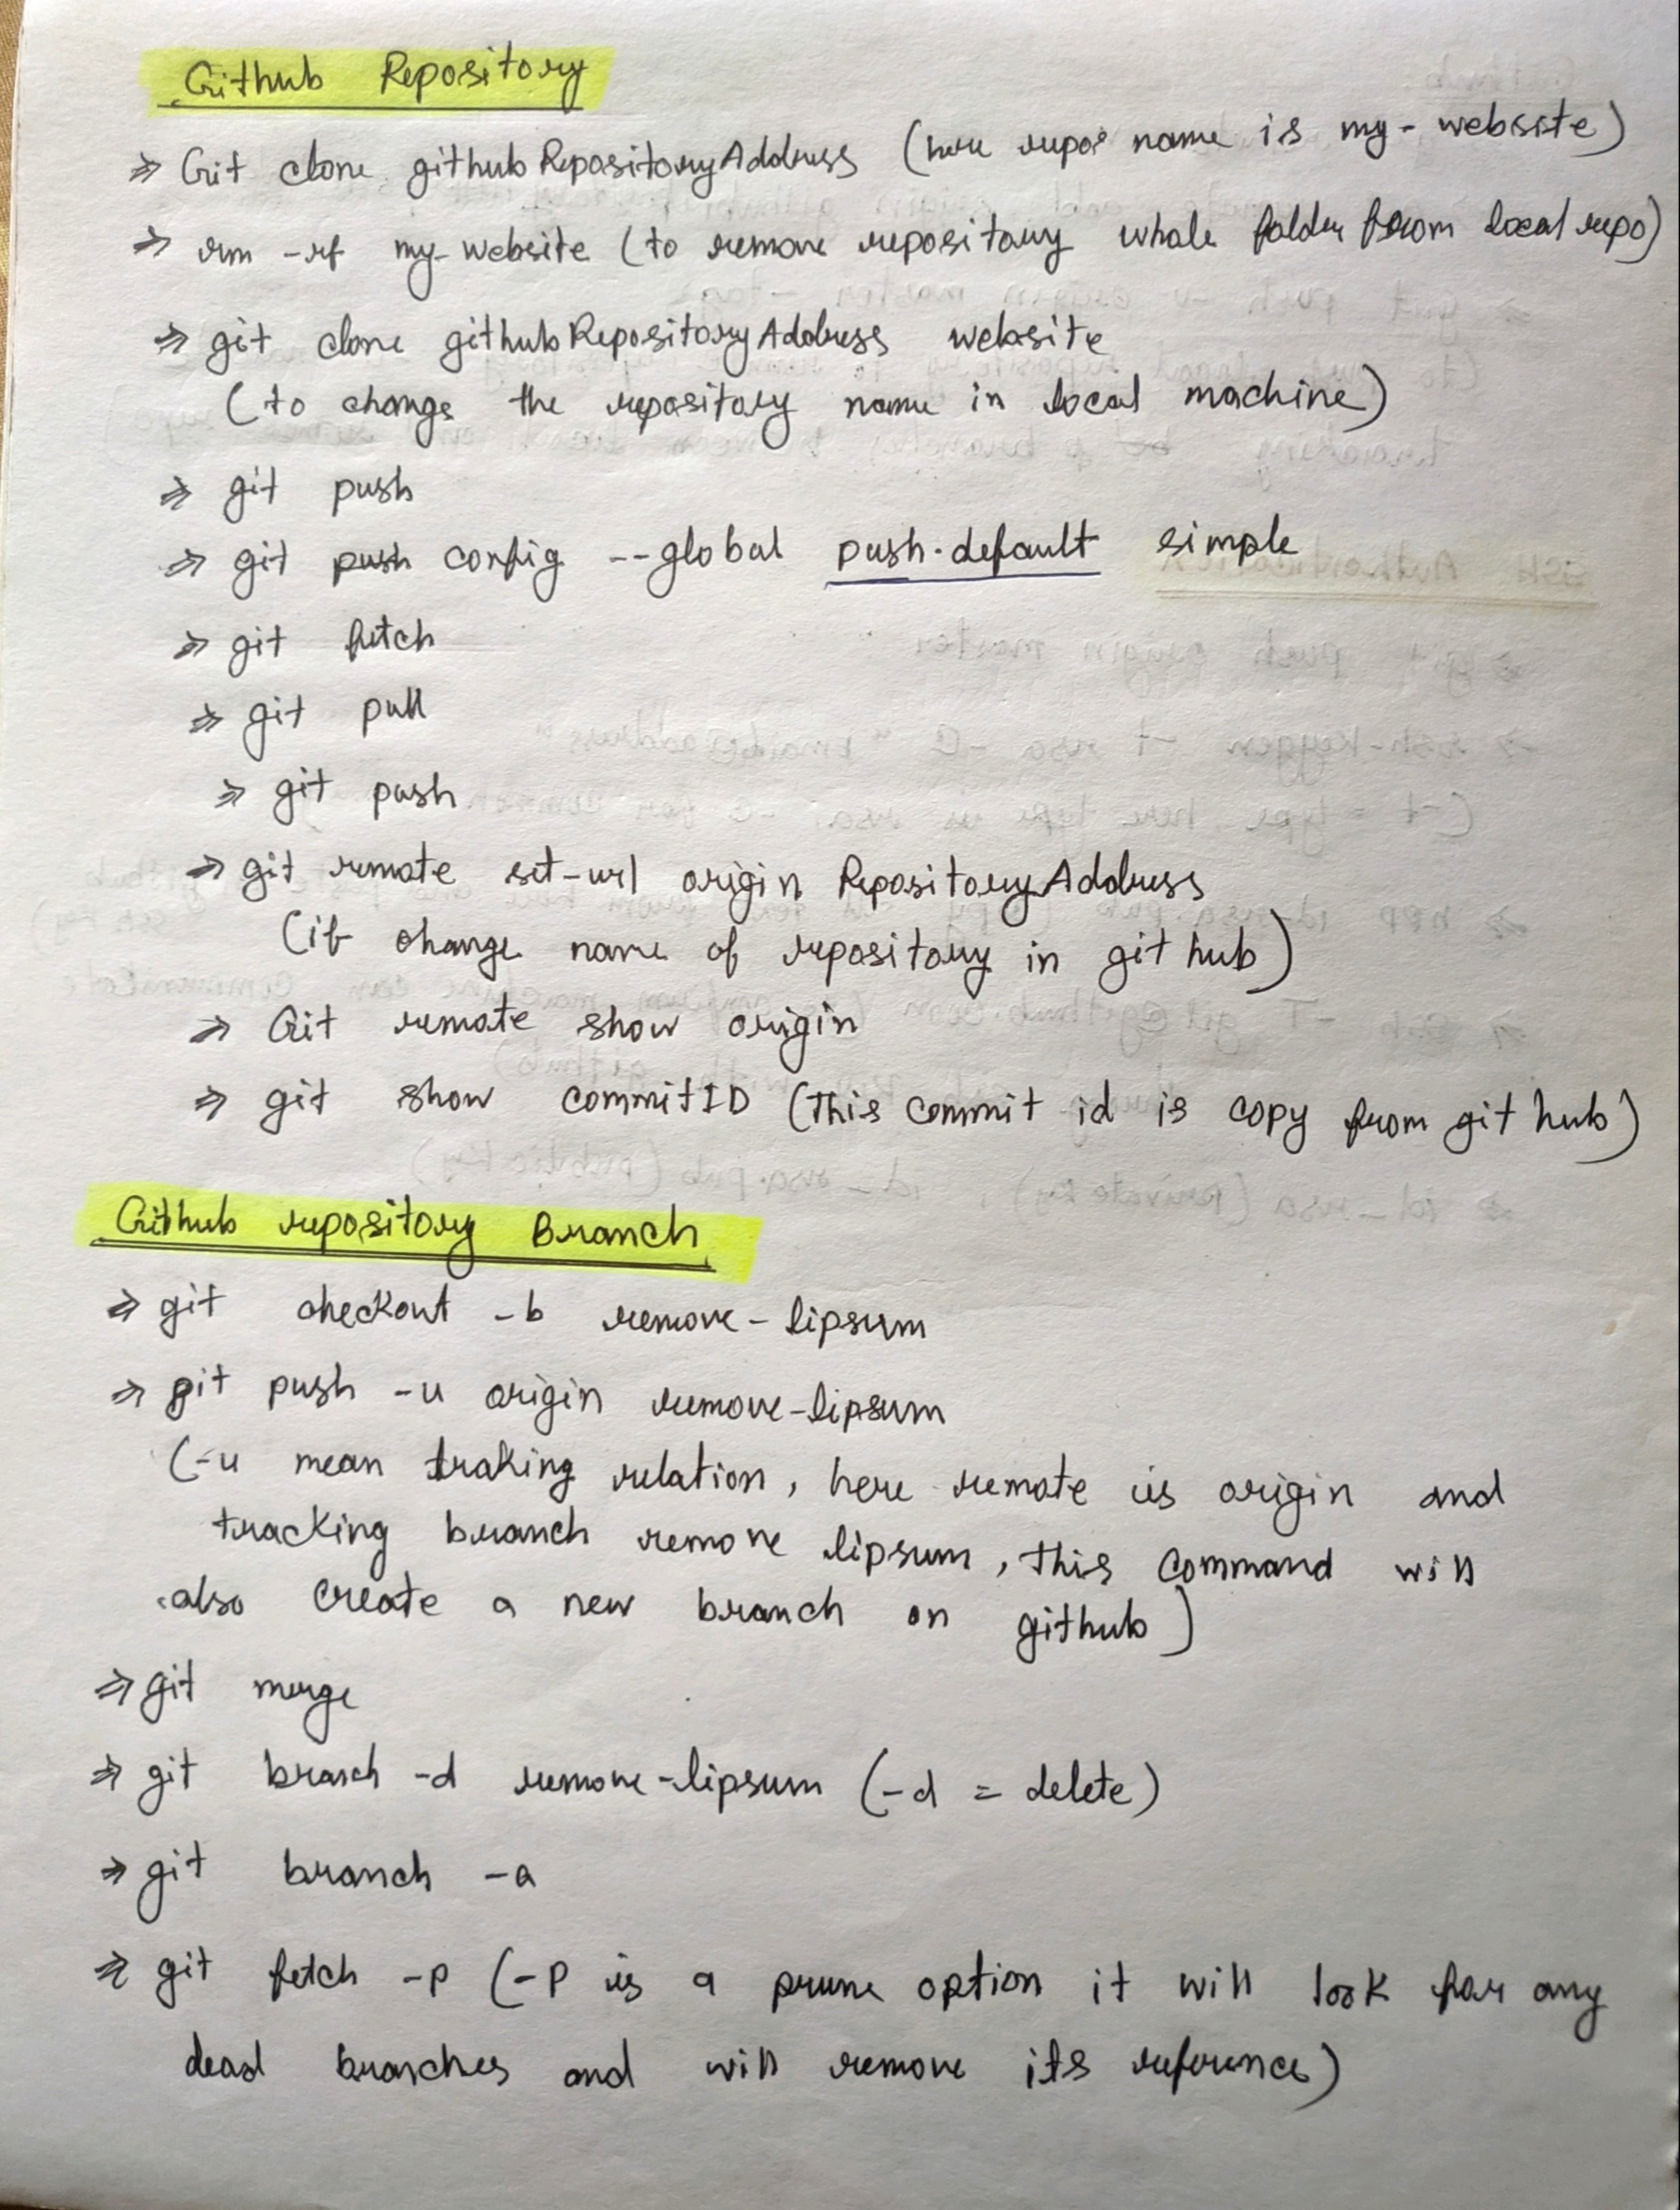 Github Repository
⇒ Git clone githubRepositoryAddress (here repos name is my-website)
⇒ rm -rf my-website (to remove repository whole folder from local repo)
⇒ git clone githubRepositoryAddress website
(to change the repository name in local machine)
⇒ git push
⇒ git push config --global push.default simple
⇒ git fetch
⇒ git pull
⇒ git push
⇒ git remote set-url origin RepositoryAddress
(if change name of repository in git hub)
⇒ Git remote show origin
⇒ git show commitID (This commit id is copy from git hub)
Github repository Branch
⇒ git checkout -b remove-lipsum
⇒ git push -u origin remove-lipsum
(-u mean traking relation, here remote is origin and
tracking branch remove lipsum, this command will
also create a new branch on github)
⇒ git merge
⇒ git branch -d remove-lipsum (-d = delete)
⇒ git branch -a
⇒ git fetch -p (-p is a prune option it will look for any
dead branches and will remove its reference)